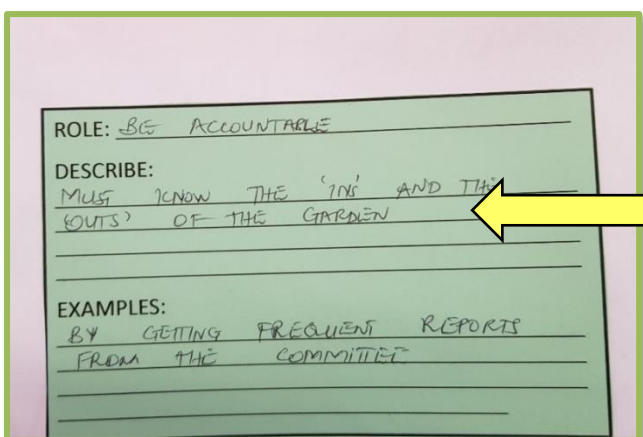 ROLE: BE ACCOUNTABLE
DESCRIBE:
MUST KNOW THE 'INS' AND THE
'OUTS' OF THE GARDEN
EXAMPLES:
BY GETTING FREQUENT REPORTS
FROM THE COMMITTEE